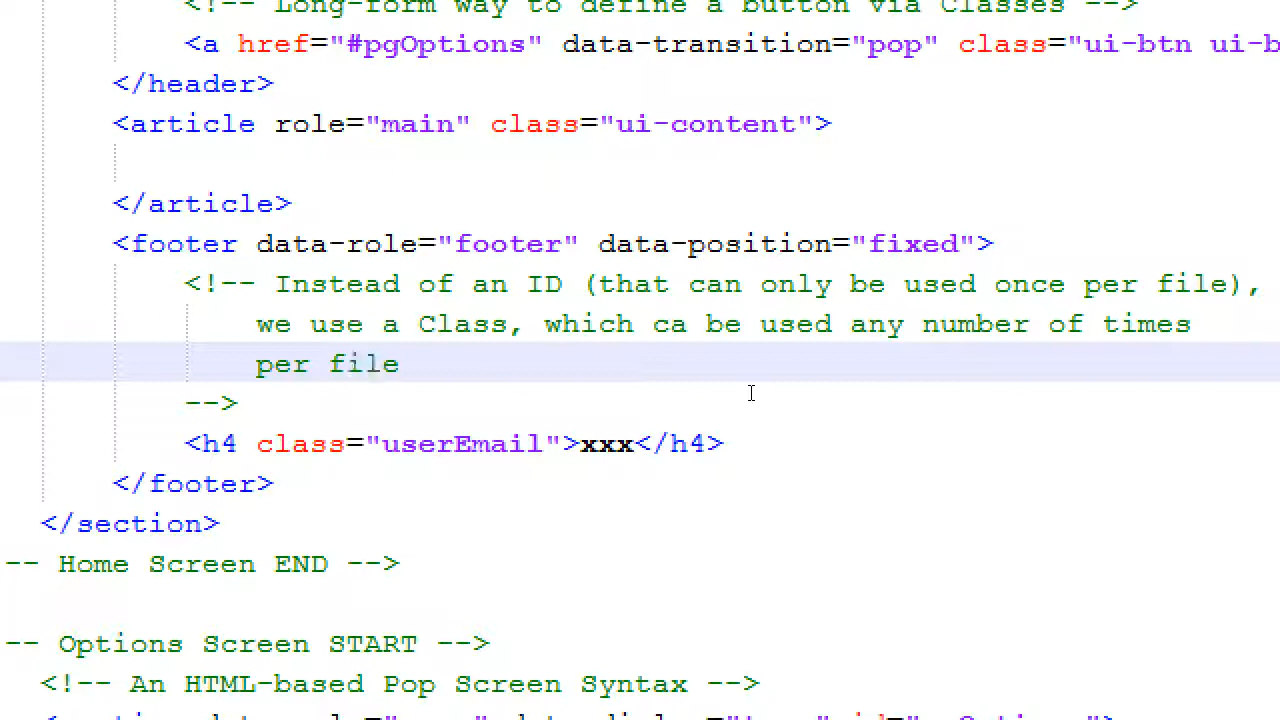 <!-- Long-form way to define a button via Classes -->
<a href="#pgOptions" data-transition="pop" class="ui-btn ui-b
</header>
<article role="main" class="ui-content">
</article>
<footer data-role="footer" data-position="fixed">
<!-- Instead of an ID (that can only be used once per file),
we use a Class, which ca be used any number of times
per file
-->
<h4 class="userEmail">xxx</h4>
</footer>
</section>
-- Home Screen END -->
-- Options Screen START -->
<!-- An HTML-based Pop Screen Syntax -->